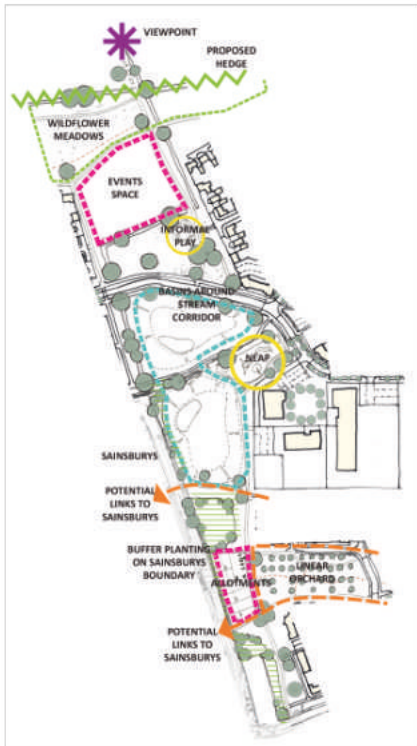 VIEWPOINT
PROPOSED
HEDGE
WILDFLOWER
MEADOWS
EVENTS
SPACE
INFORMAL
PLAY
BASINS AROUND
STREAM
CORRIDOR
NEAP
SAINSBURYS
POTENTIAL
LINKS TO
SAINSBURYS
BUFFER PLANTING
ON SAINSBURYS
BOUNDARY
ALLOTMENTS
LINEAR
ORCHARD
POTENTIAL
LINKS TO
SAINSBURYS